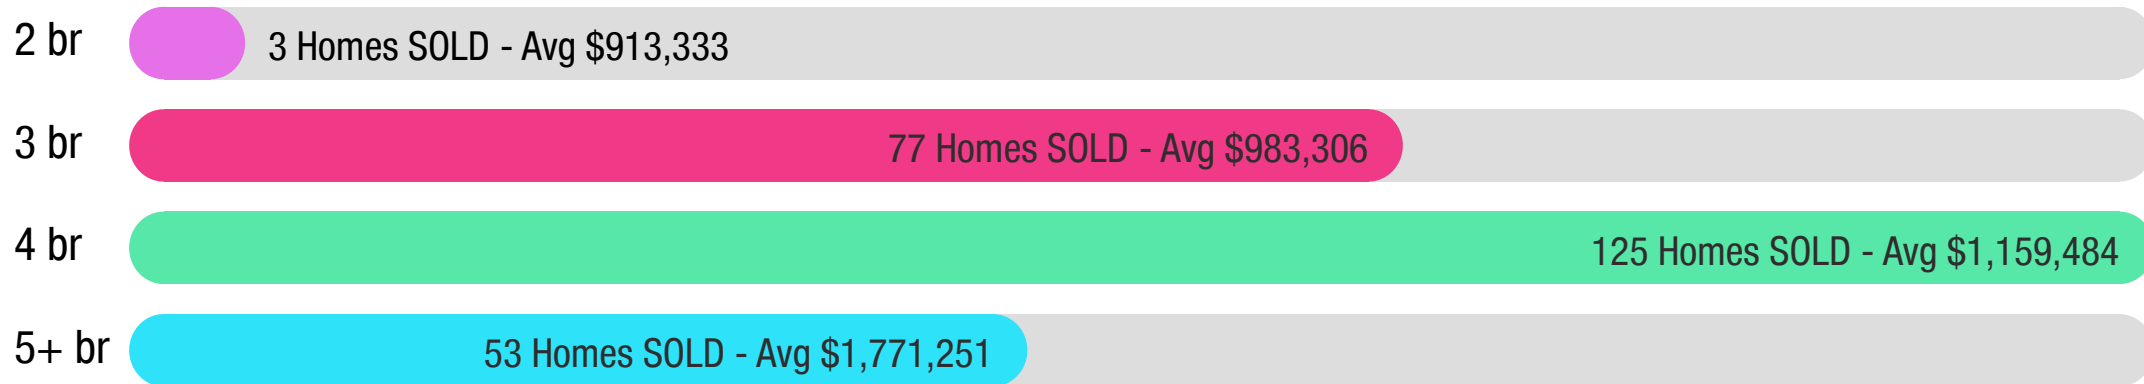 2 br
3 Homes SOLD - Avg $913,333
3 br
77 Homes SOLD - Avg $983,306
4 br
125 Homes SOLD - Avg $1,159,484
5+ br
53 Homes SOLD - Avg $1,771,251